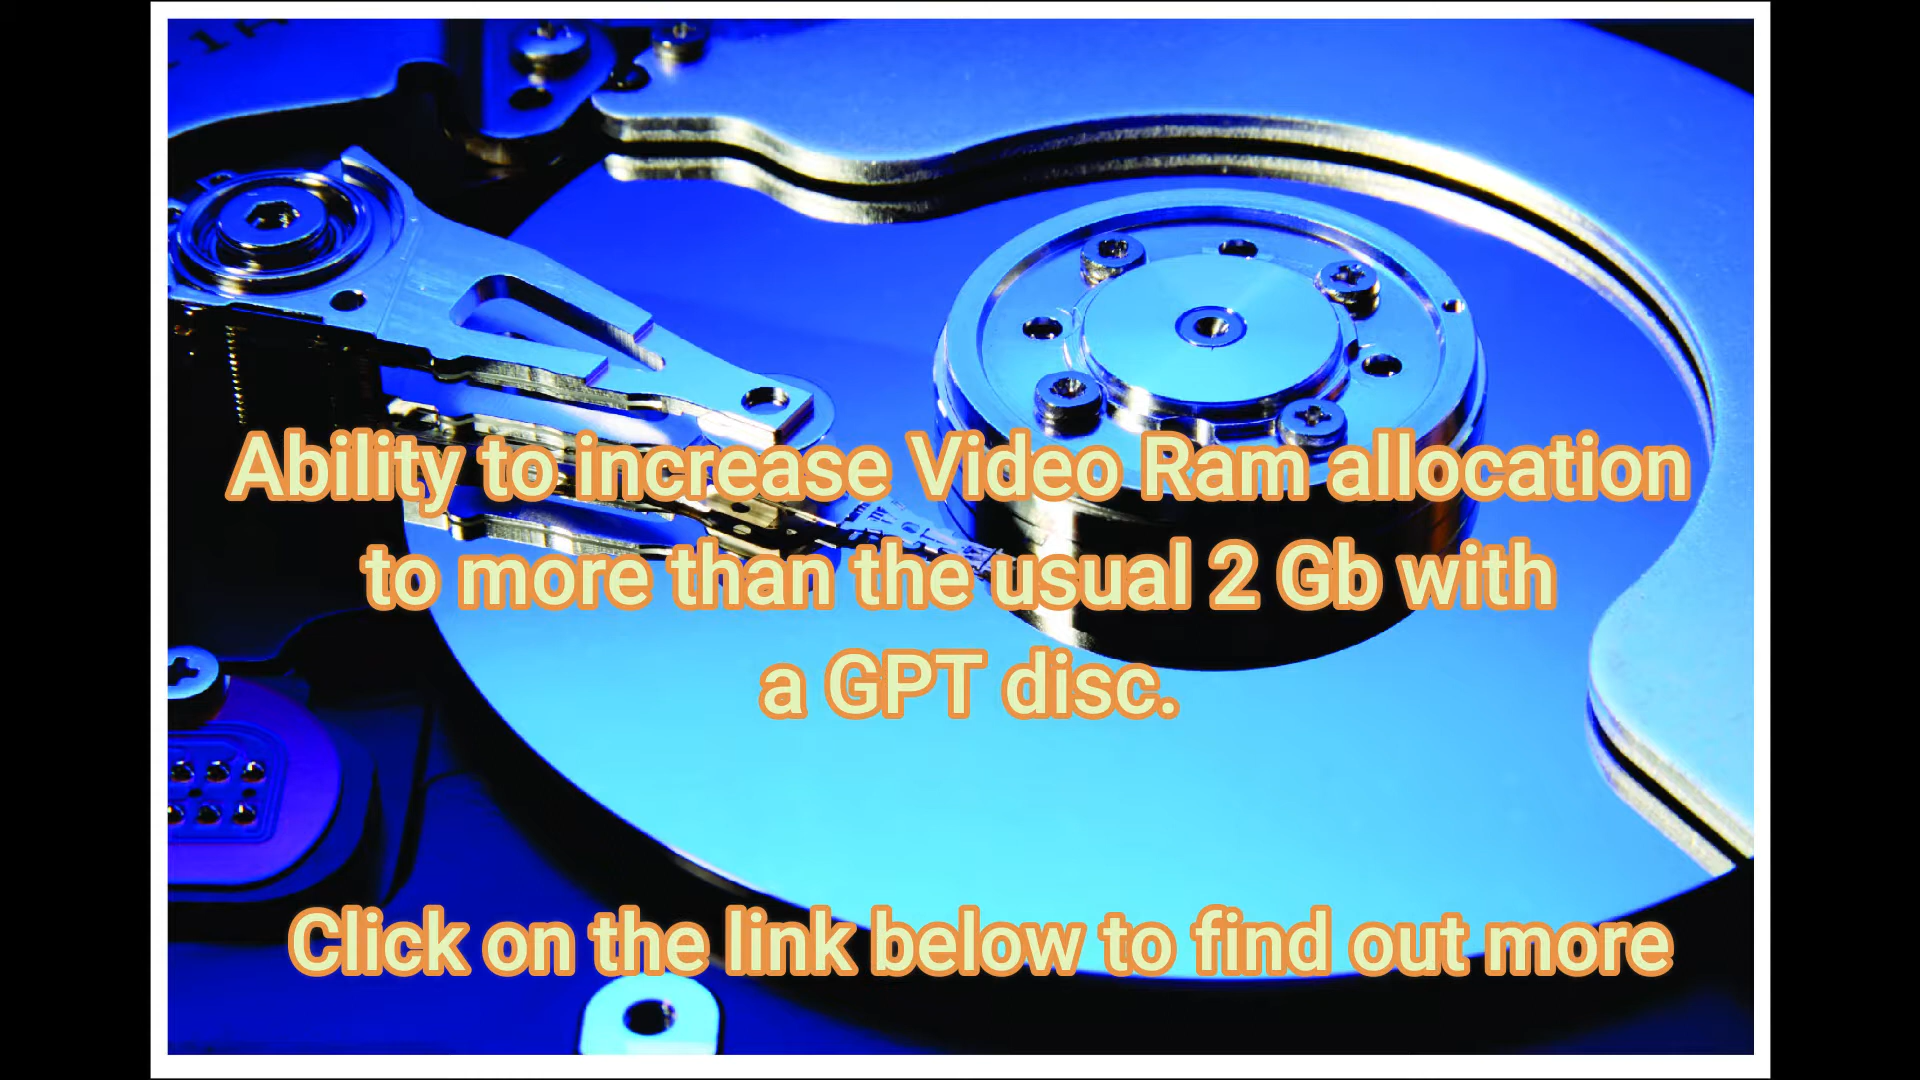 Ability to increase Video Ram allocation
to more than the usual 2 Gb with
a GPT disc.
Click on the link below to find out more